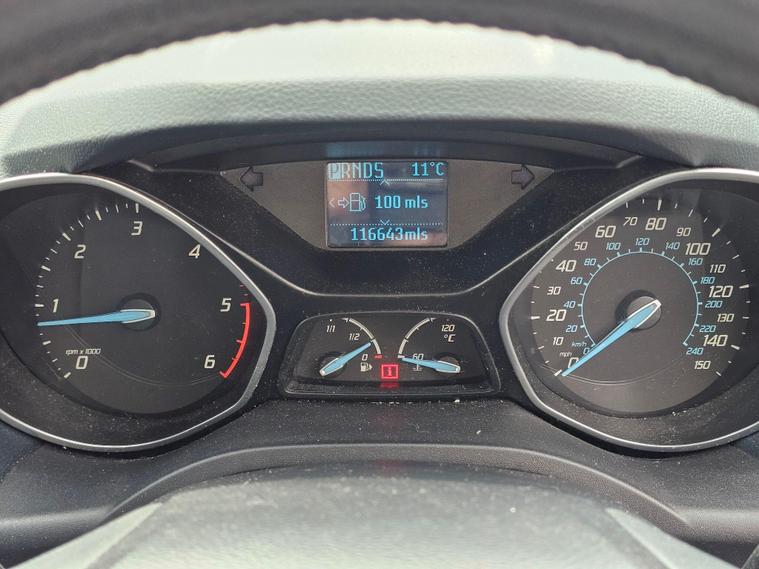 PRNDS 11°C
100 mls
116643mls
0 1 2 3 4 5 6
rpm x1000
1/1 1/2 0
60 120
°C
0 10 20 30 40 50 60 70 80 90 100 110 120 130 140 150
mph
0 20 40 60 80 100 120 140 160 180 200 220 240
km/h
i